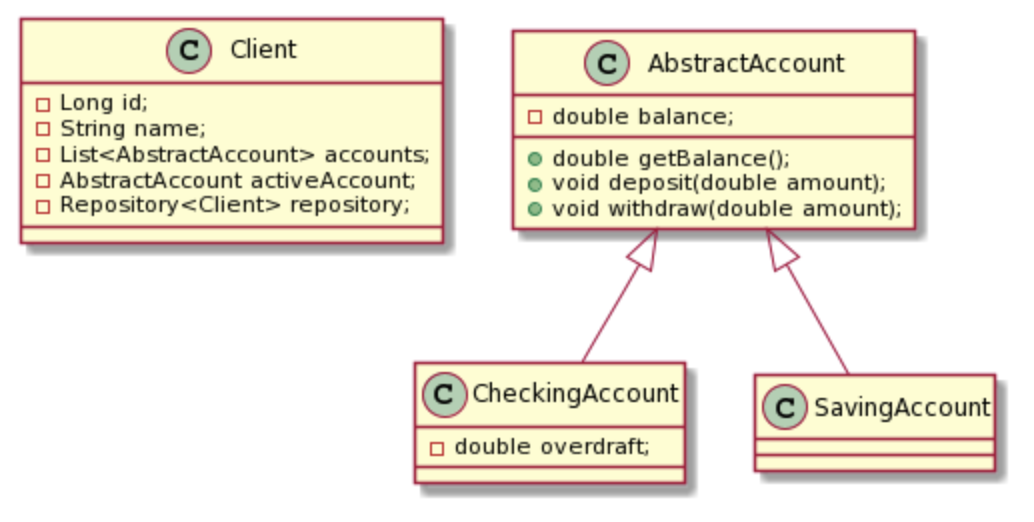 C Client
Long id;
String name;
List<AbstractAccount> accounts;
AbstractAccount activeAccount;
Repository<Client> repository;
C AbstractAccount
double balance;
double getBalance();
void deposit(double amount);
void withdraw(double amount);
C CheckingAccount
double overdraft;
C SavingAccount